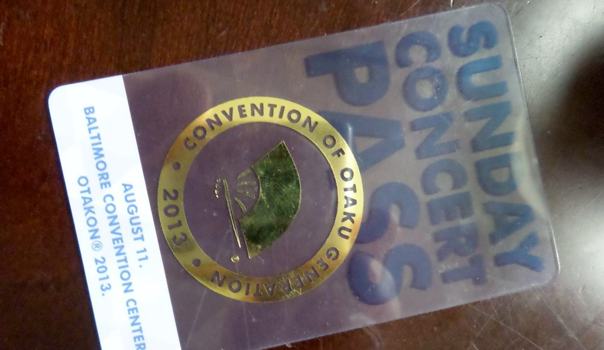 SUNDAY
CONCERT
PASS
CONVENTION OF OTAKU GENERATION
• 2013 •
AUGUST 11.
BALTIMORE CONVENTION CENTER
OTAKON® 2013.